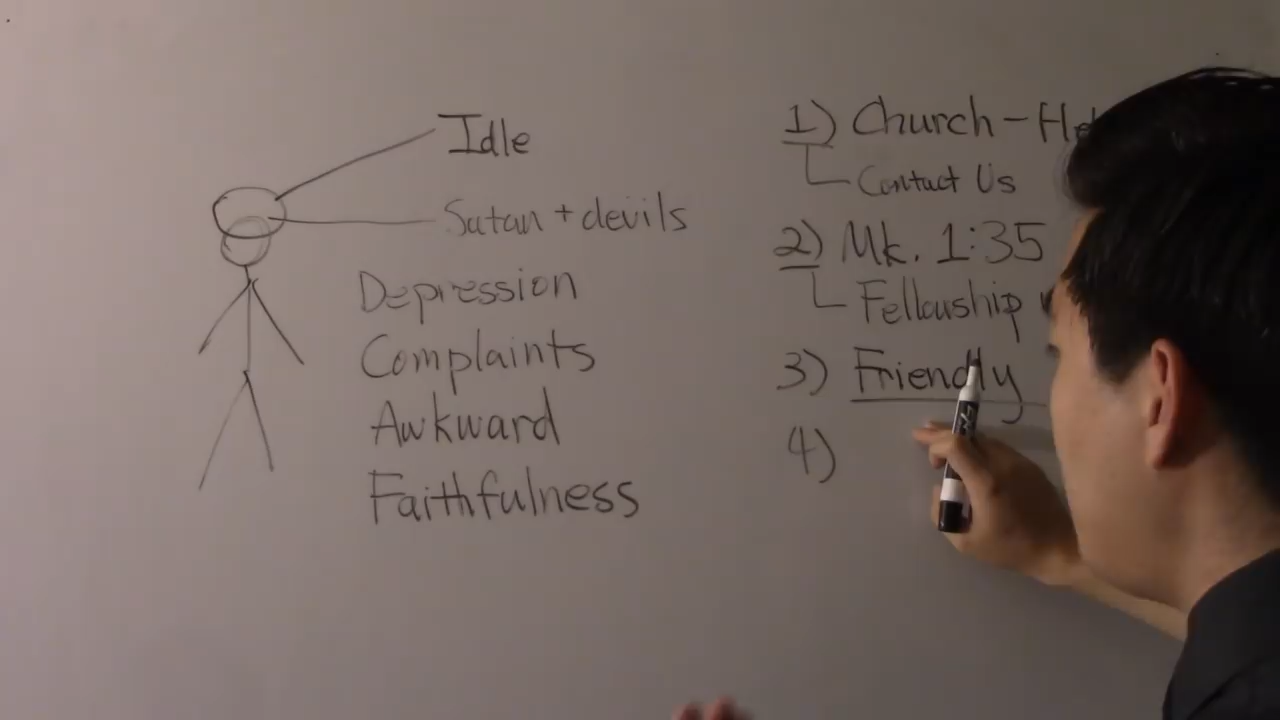 Idle
Satan + devils
Depression
Complaints
Awkward
Faithfulness
1) Church -
Contact Us
2) Mk. 1:35
Fellowship
3) Friendly
4)